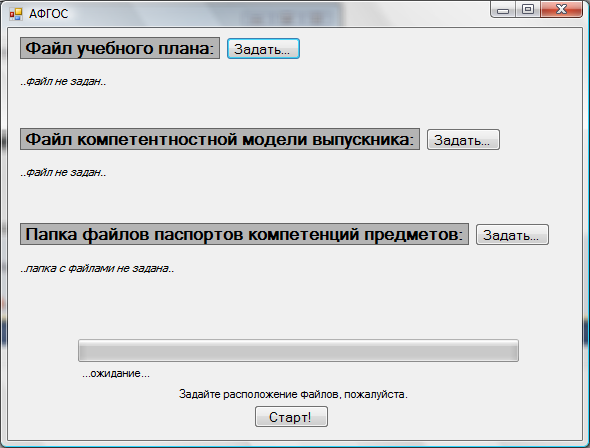 АФГОС
Файл учебного плана: Задать...
..файл не задан..
Файл компетентностной модели выпускника: Задать...
..файл не задан..
Папка файлов паспортов компетенций предметов: Задать...
..папка с файлами не задана..
...ожидание...
Задайте расположение файлов, пожалуйста.
Старт!